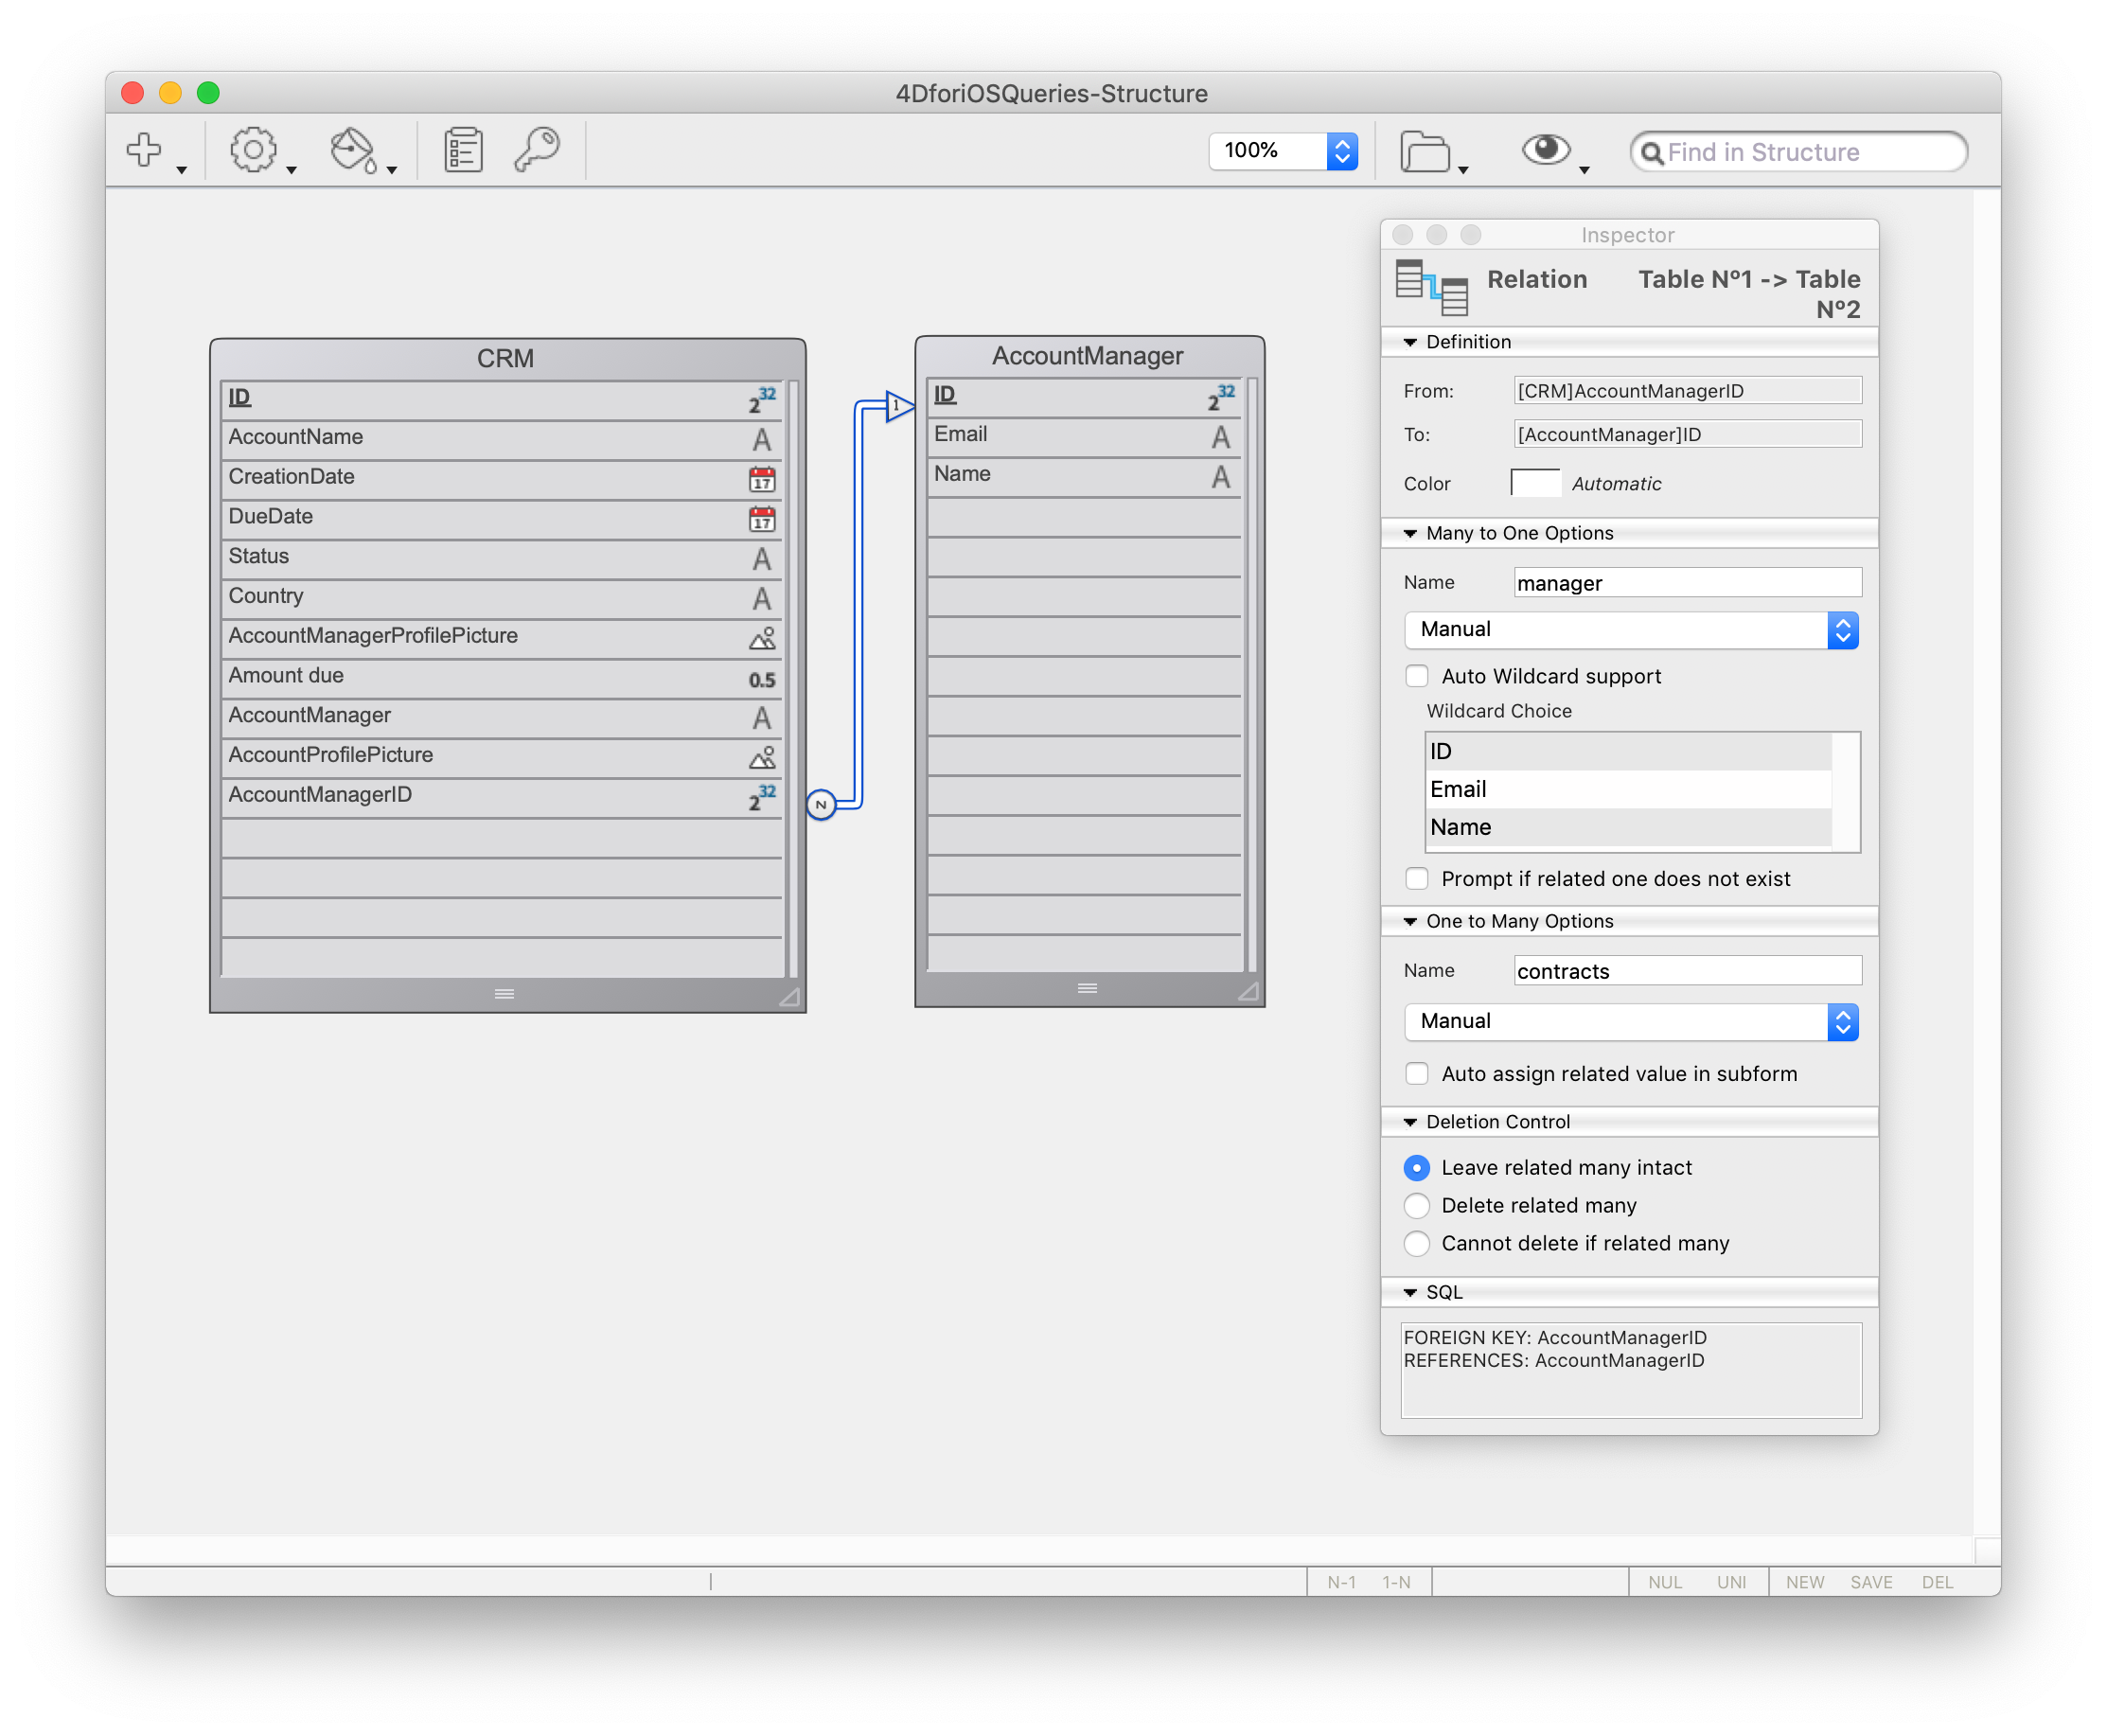 4DforiOSQueries-Structure
100%
Find in Structure
CRM
ID 2 32
AccountName A
CreationDate 17
DueDate 17
Status A
Country A
AccountManagerProfilePicture
Amount due 0.5
AccountManager A
AccountProfilePicture
AccountManagerID 2 32
N
1
AccountManager
ID 2 32
Email A
Name A
Inspector
Relation Table Nº1 -> Table
Nº2
Definition
From: [CRM]AccountManagerID
To: [AccountManager]ID
Color Automatic
Many to One Options
Name manager
Manual
Auto Wildcard support
Wildcard Choice
ID
Email
Name
Prompt if related one does not exist
One to Many Options
Name contracts
Manual
Auto assign related value in subform
Deletion Control
Leave related many intact
Delete related many
Cannot delete if related many
SQL
FOREIGN KEY: AccountManagerID
REFERENCES: AccountManagerID
N-1 1-N NUL UNI NEW SAVE DEL